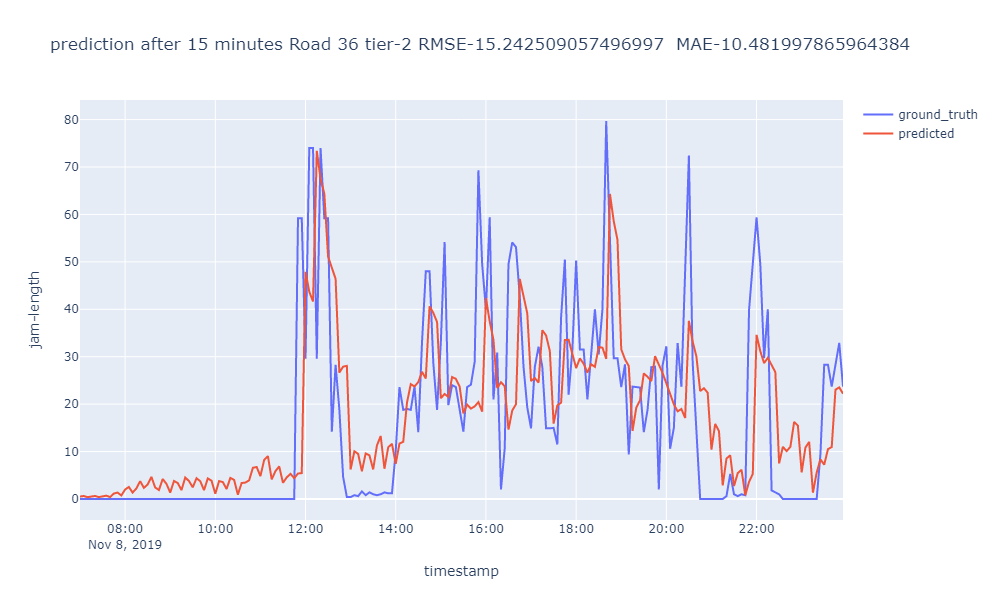 prediction after 15 minutes Road 36 tier-2 RMSE-15.242509057496997  MAE-10.481997865964384
ground_truth
predicted
80
70
60
50
40
30
20
10
0
jam-length
08:00 10:00 12:00 14:00 16:00 18:00 20:00 22:00
Nov 8, 2019
timestamp